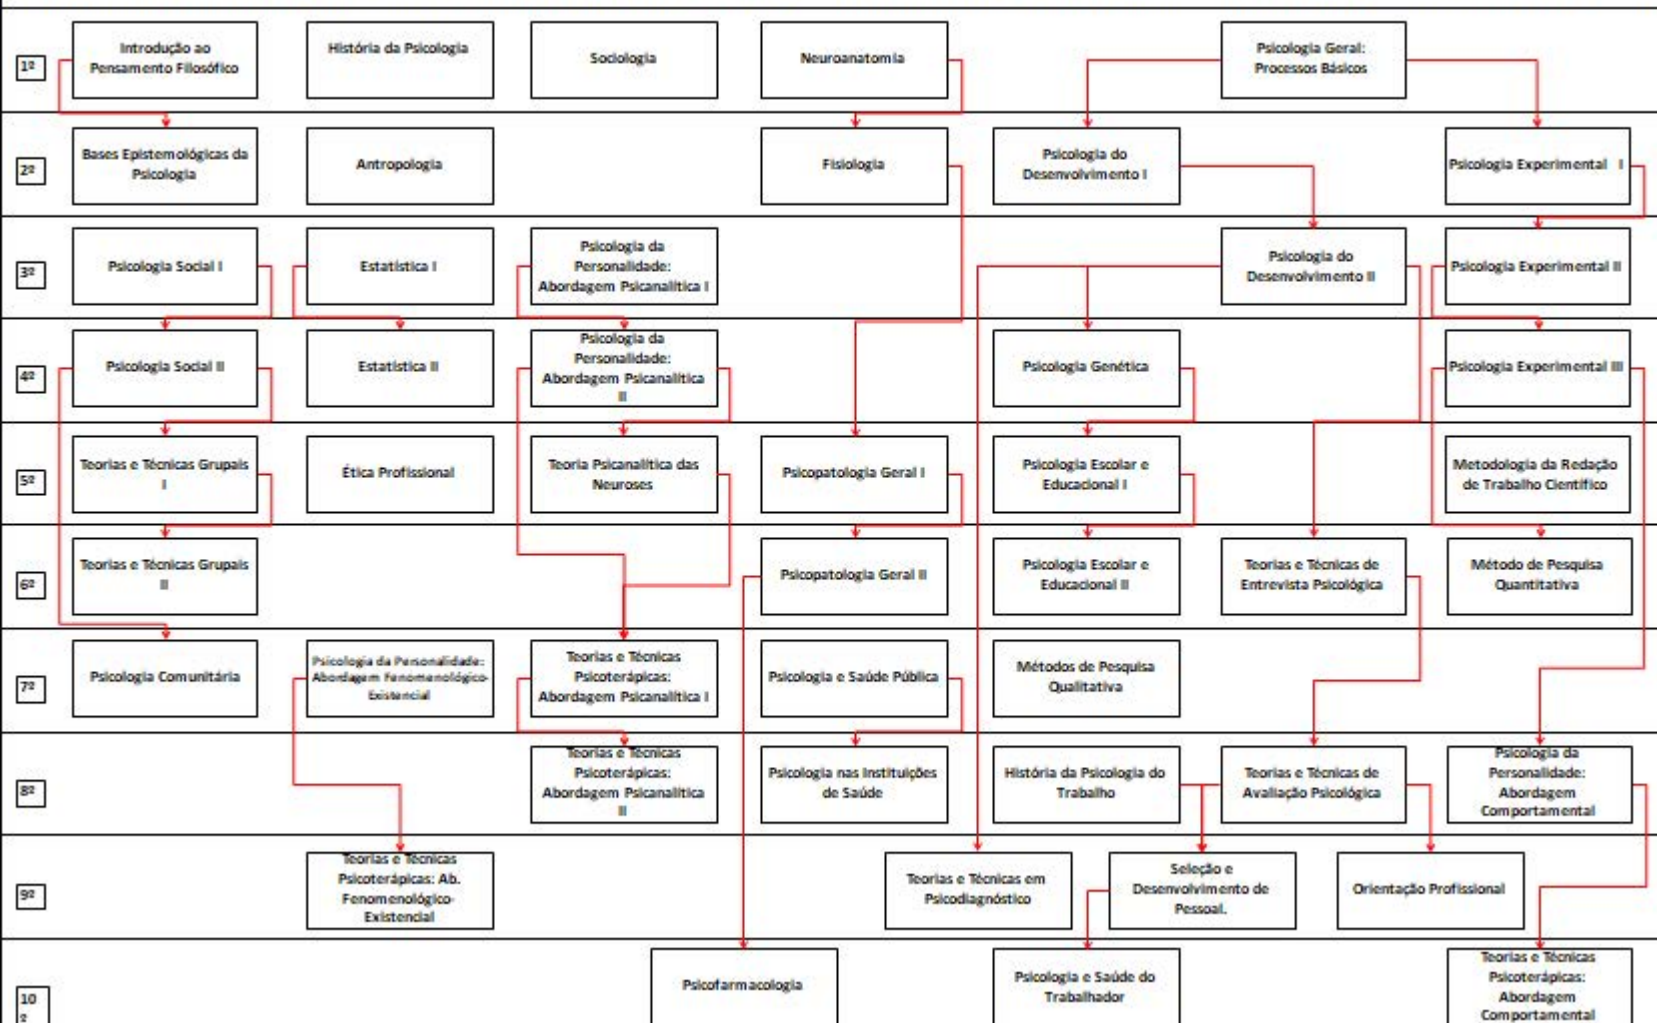 1º
Introdução ao
Pensamento Filosófico
História da Psicologia
Sociologia
Neuroanatomia
Psicologia Geral:
Processos Básicos
2º
Bases Epistemológicas da
Psicologia
Antropologia
Fisiologia
Psicologia do
Desenvolvimento I
Psicologia Experimental I
3º
Psicologia Social I
Estatística I
Psicologia da
Personalidade:
Abordagem Psicanalítica I
Psicologia do
Desenvolvimento II
Psicologia Experimental II
4º
Psicologia Social II
Estatística II
Psicologia da
Personalidade:
Abordagem Psicanalítica
II
Psicologia Genética
Psicologia Experimental III
5º
Teorias e Técnicas Grupais
I
Ética Profissional
Teoria Psicanalítica das
Neuroses
Psicopatologia Geral I
Psicologia Escolar e
Educacional I
Metodologia da Redação
de Trabalho Científico
6º
Teorias e Técnicas Grupais
II
Psicopatologia Geral II
Psicologia Escolar e
Educacional II
Teorias e Técnicas de
Entrevista Psicológica
Método de Pesquisa
Quantitativa
7º
Psicologia Comunitária
Psicologia da Personalidade:
Abordagem Fenomenológico-
Existencial
Teorias e Técnicas
Psicoterápicas:
Abordagem Psicanalítica I
Psicologia e Saúde Pública
Métodos de Pesquisa
Qualitativa
8º
Teorias e Técnicas
Psicoterápicas:
Abordagem Psicanalítica
II
Psicologia nas Instituições
de Saúde
História da Psicologia do
Trabalho
Teorias e Técnicas de
Avaliação Psicológica
Psicologia da
Personalidade:
Abordagem
Comportamental
9º
Teorias e Técnicas
Psicoterápicas: Ab.
Fenomenológico-
Existencial
Teorias e Técnicas em
Psicodiagnóstico
Seleção e
Desenvolvimento de
Pessoal.
Orientação Profissional
10
º
Psicofarmacologia
Psicologia e Saúde do
Trabalhador
Teorias e Técnicas
Psicoterápicas:
Abordagem
Comportamental